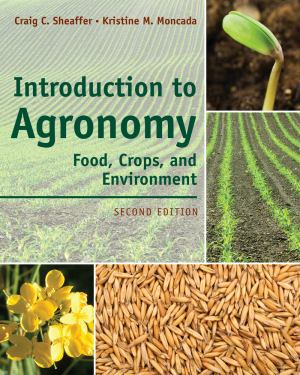 Craig C. Sheaffer • Kristine M. Moncada
Introduction to
Agronomy
Food, Crops, and
Environment
SECOND EDITION